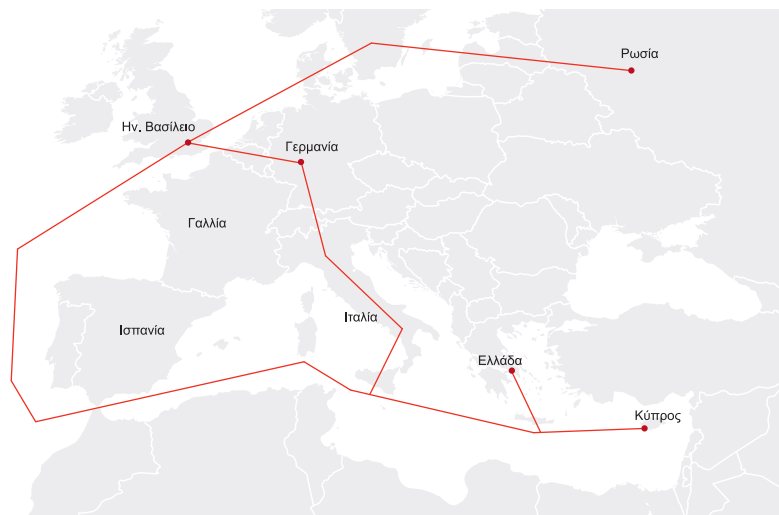 Ρωσία
Ην. Βασίλειο
Γερμανία
Γαλλία
Ιταλία
Ισπανία
Ελλάδα
Κύπρος